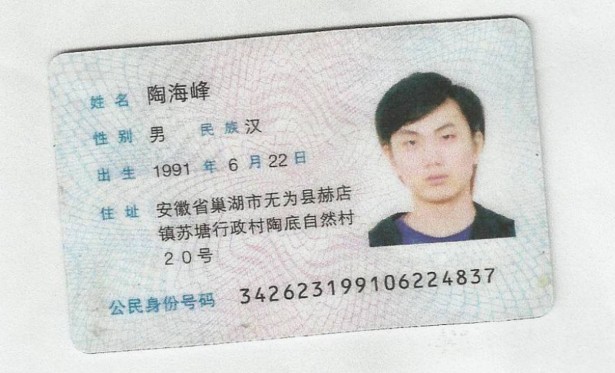 姓名 陶海峰
性别 男 民族 汉
出生 1991 年 6 月 22 日
住址 安徽省巢湖市无为县赫店
镇苏塘行政村陶底自然村
20号
公民身份号码 342623199106224837